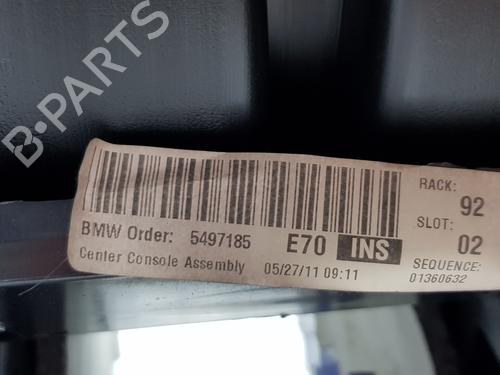 B-PARTS
BMW Order: 5497185 E70 INS
Center Console Assembly 05/27/11 09:11
RACK: 92
SLOT: 02
SEQUENCE:
01360632